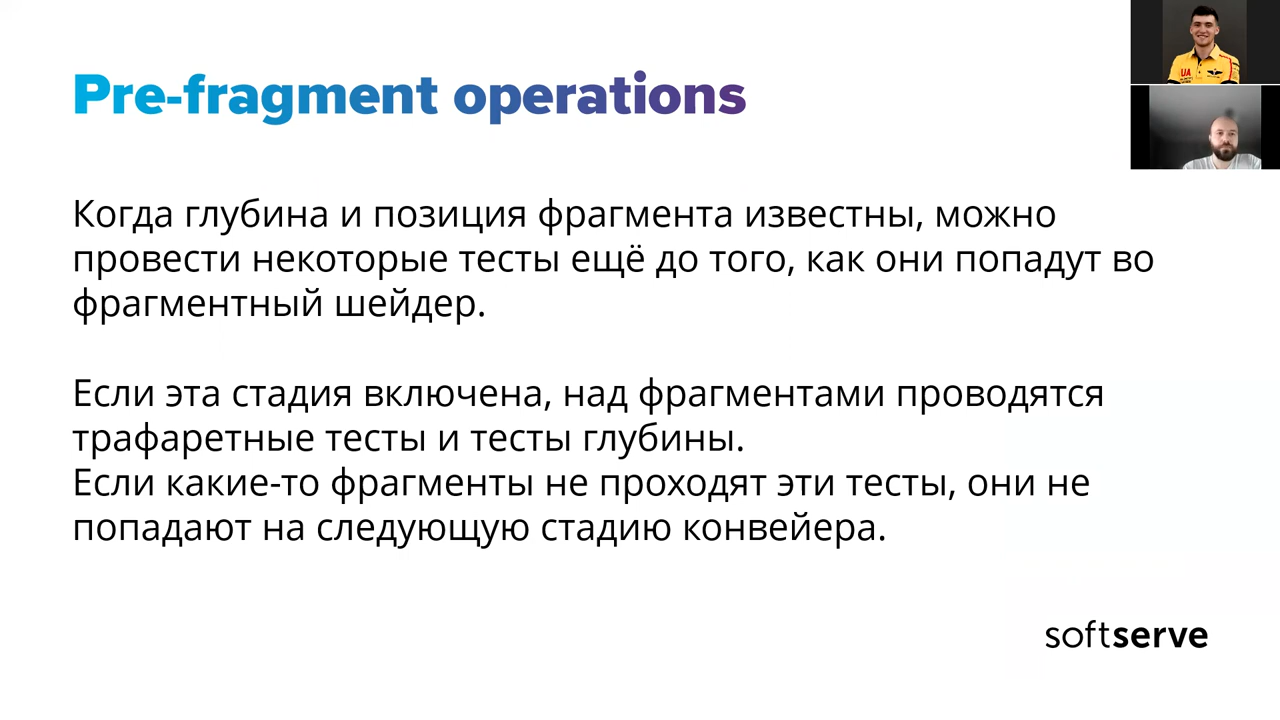 Pre-fragment operations
Когда глубина и позиция фрагмента известны, можно
провести некоторые тесты ещё до того, как они попадут во
фрагментный шейдер.
Если эта стадия включена, над фрагментами проводятся
трафаретные тесты и тесты глубины.
Если какие-то фрагменты не проходят эти тесты, они не
попадают на следующую стадию конвейера.
softserve
UA